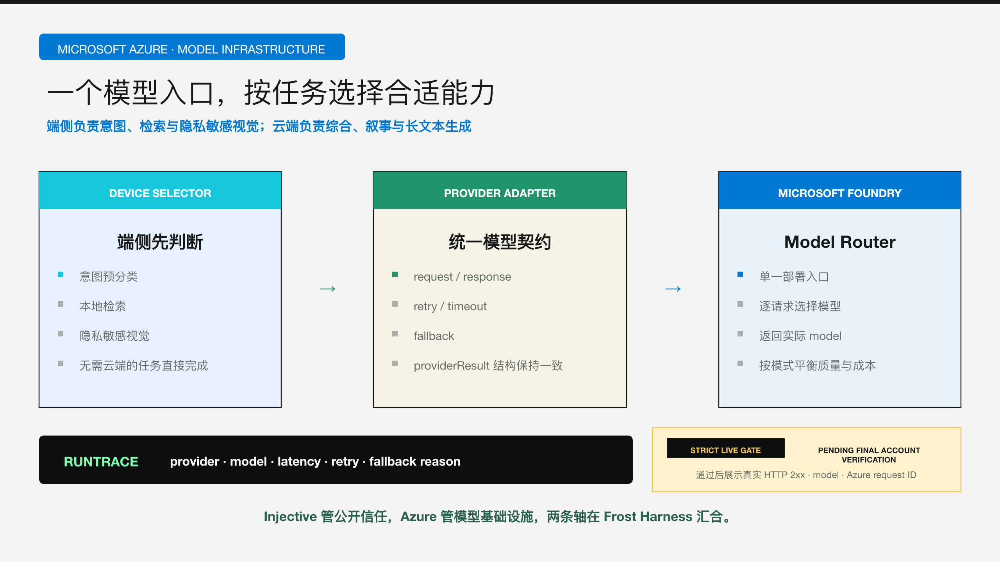 MICROSOFT AZURE · MODEL INFRASTRUCTURE
一个模型入口，按任务选择合适能力
端侧负责意图、检索与隐私敏感视觉；云端负责综合、叙事与长文本生成
DEVICE SELECTOR
端侧先判断
意图预分类
本地检索
隐私敏感视觉
无需云端的任务直接完成
→
PROVIDER ADAPTER
统一模型契约
request / response
retry / timeout
fallback
providerResult 结构保持一致
→
MICROSOFT FOUNDRY
Model Router
单一部署入口
逐请求选择模型
返回实际 model
按模式平衡质量与成本
RUNTRACE
provider · model · latency · retry · fallback reason
STRICT LIVE GATE
PENDING FINAL ACCOUNT
VERIFICATION
通过后展示真实 HTTP 2xx · model · Azure request ID
Injective 管公开信任，Azure 管模型基础设施，两条轴在 Frost Harness 汇合。